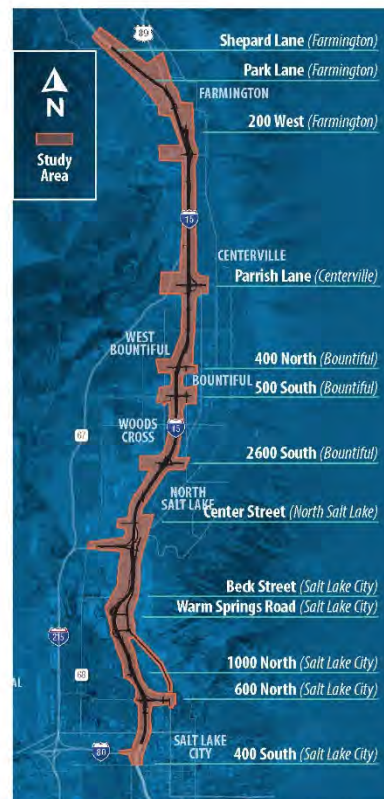 89
Shepard Lane (Farmington)
Park Lane (Farmington)
N
FARMINGTON
200 West (Farmington)
Study
Area
15
CENTERVILLE
Parrish Lane (Centerville)
WEST
BOUNTIFUL
400 North (Bountiful)
BOUNTIFUL
500 South (Bountiful)
WOODS
CROSS
15
67
2600 South (Bountiful)
NORTH
SALT LAKE
Center Street (North Salt Lake)
Beck Street (Salt Lake City)
Warm Springs Road (Salt Lake City)
215
68
1000 North (Salt Lake City)
AL
600 North (Salt Lake City)
SALT LAKE
CITY
80
400 South (Salt Lake City)